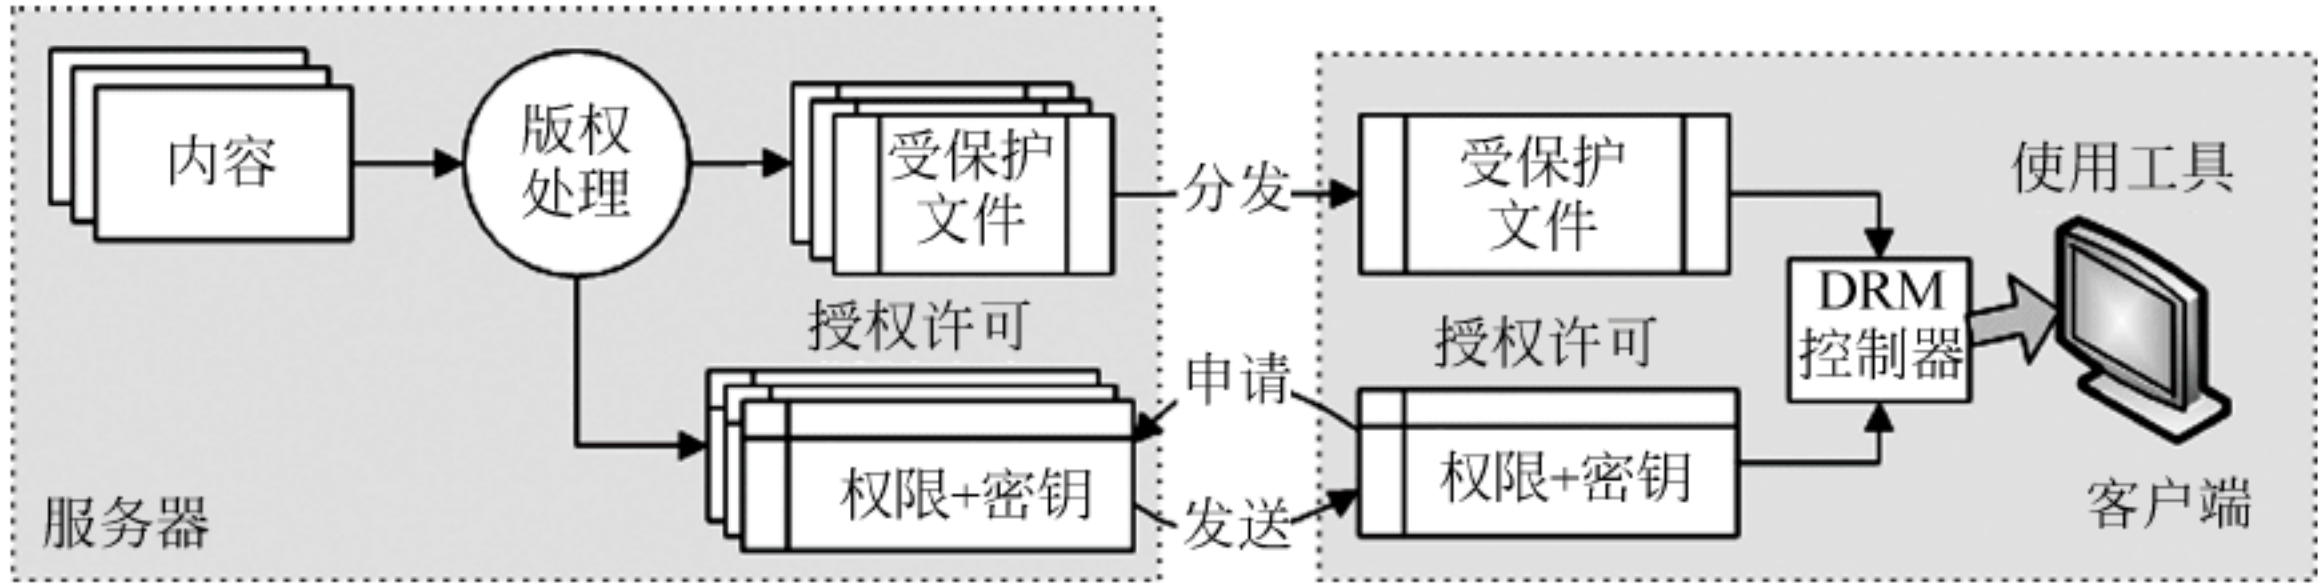 内容
版权
处理
受保护
文件
授权许可
权限+密钥
服务器
分发
申请
发送
受保护
文件
授权许可
权限+密钥
DRM
控制器
使用工具
客户端